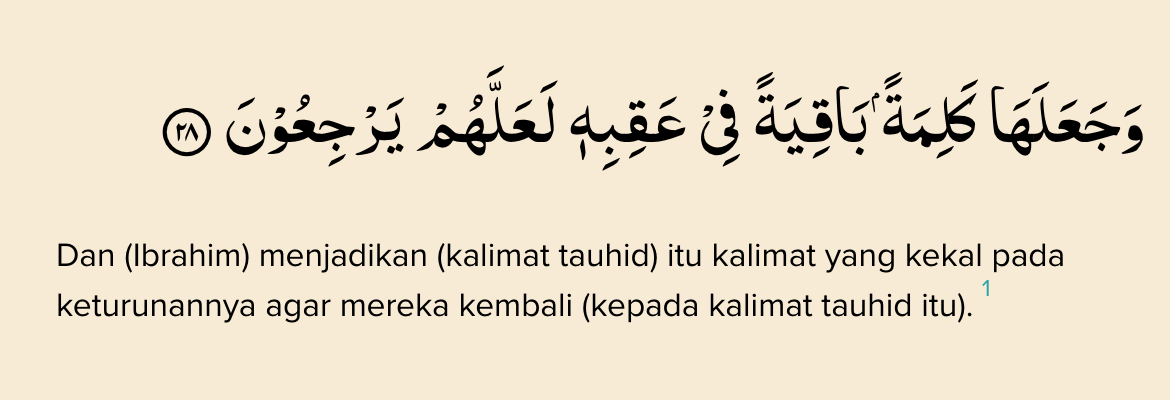 وَجَعَلَهَا كَلِمَةً ۢ بَاقِيَةً فِيْ عَقِبِهٖ لَعَلَّهُمْ يَرْجِعُوْنَ ٢٨
Dan (Ibrahim) menjadikan (kalimat tauhid) itu kalimat yang kekal pada
keturunannya agar mereka kembali (kepada kalimat tauhid itu). 1